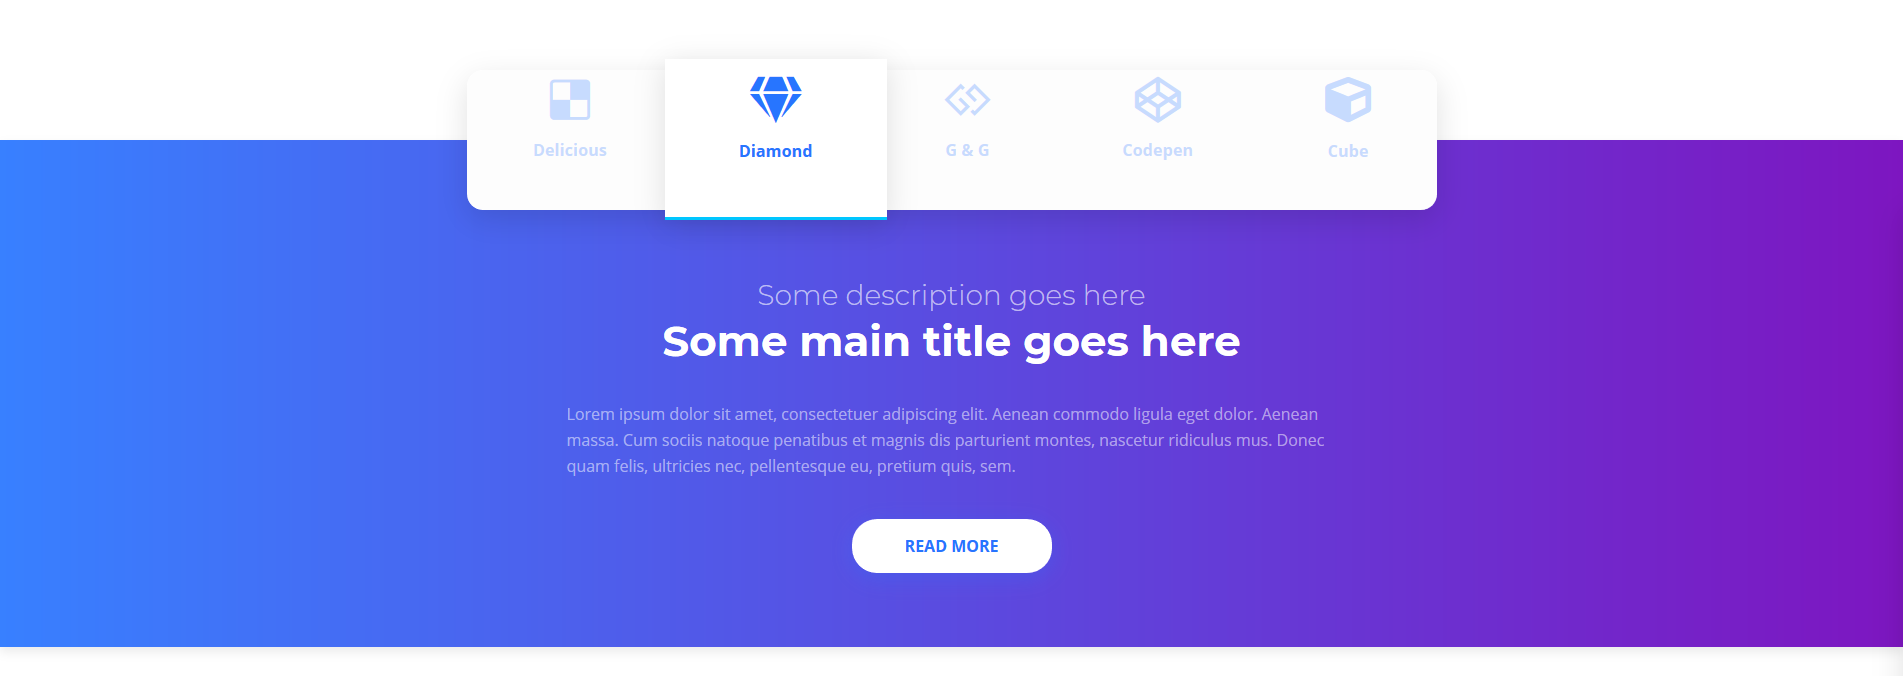 Delicious
Diamond
G & G
Codepen
Cube
Some description goes here
Some main title goes here
Lorem ipsum dolor sit amet, consectetuer adipiscing elit. Aenean commodo ligula eget dolor. Aenean
massa. Cum sociis natoque penatibus et magnis dis parturient montes, nascetur ridiculus mus. Donec
quam felis, ultricies nec, pellentesque eu, pretium quis, sem.
READ MORE